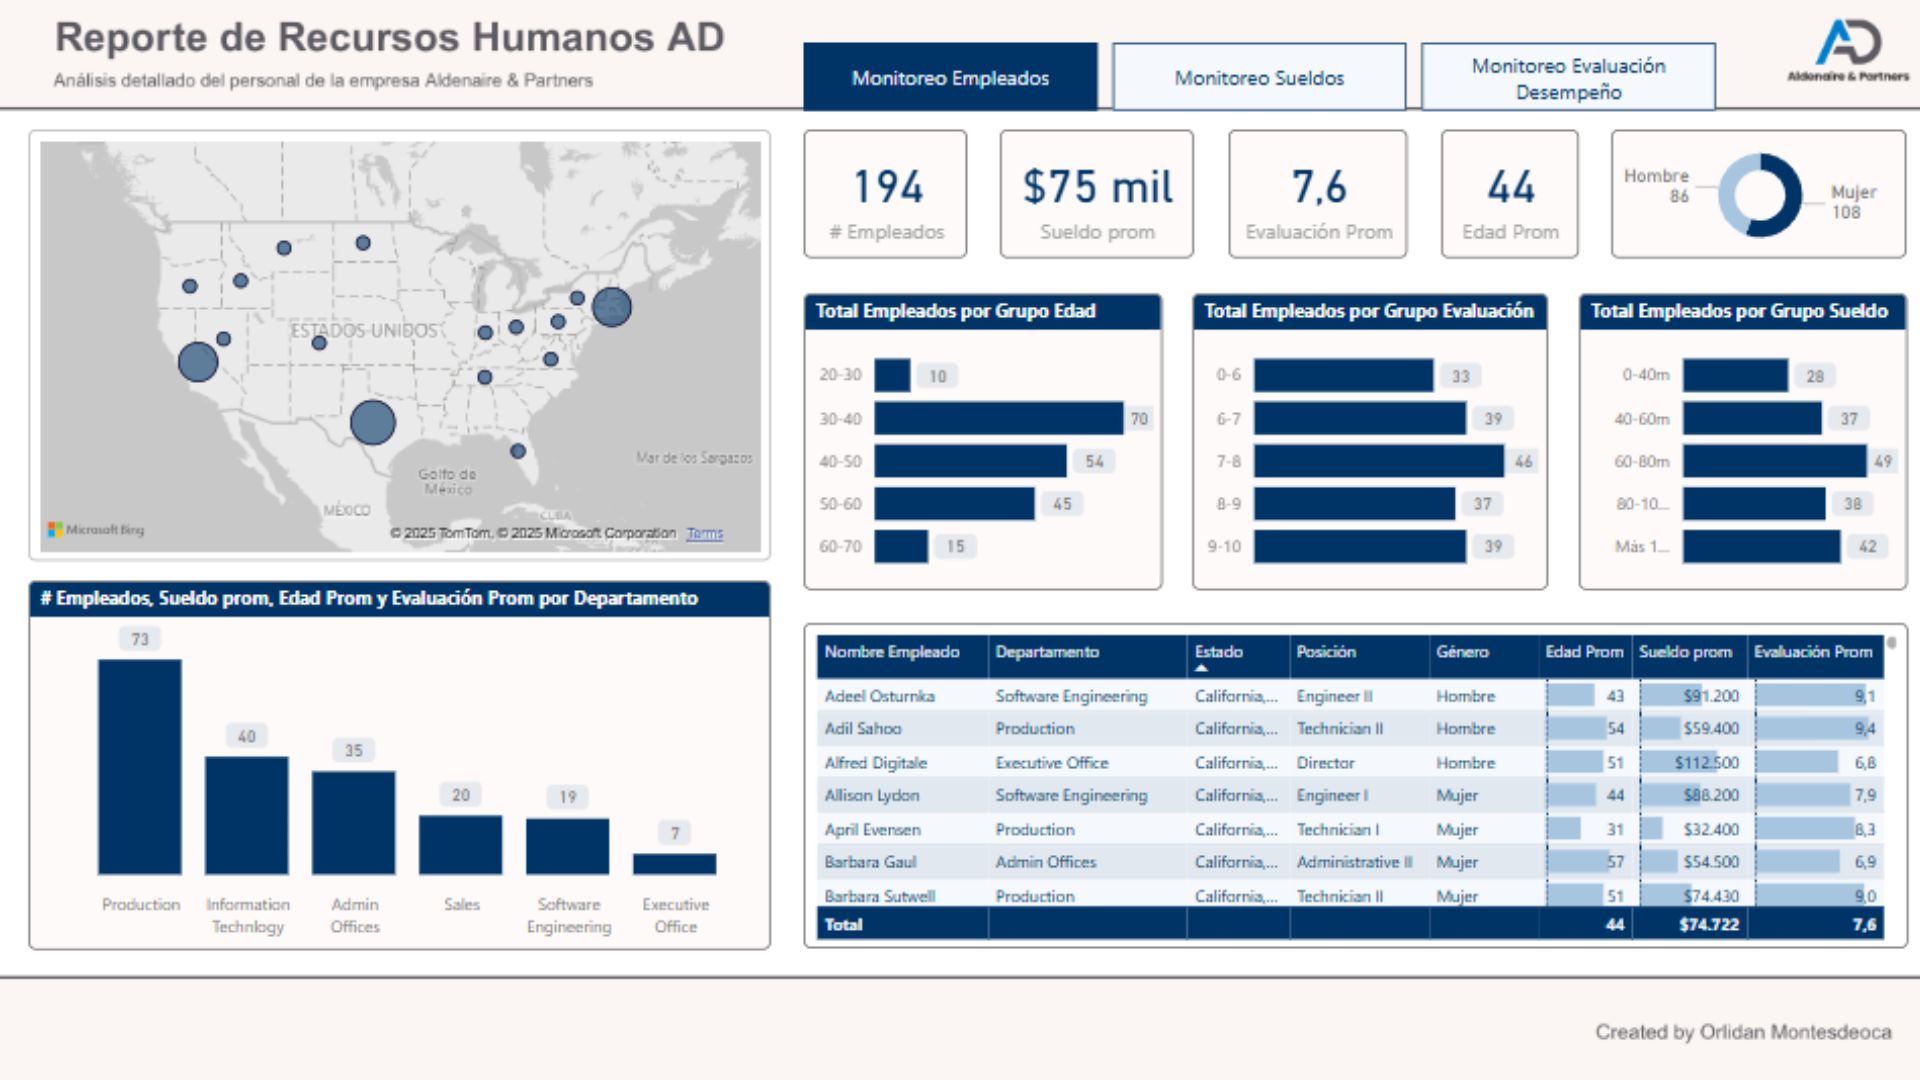 Reporte de Recursos Humanos AD
Análisis detallado del personal de la empresa Aldenaire & Partners
Monitoreo Empleados
Monitoreo Sueldos
Monitoreo Evaluación
Desempeño
AD
Aldenaire & Partners
ESTADOS UNIDOS
Mar de los Sargazos
Golfo de
México
MÉXICO
CUBA
Microsoft Bing
© 2025 TomTom, © 2025 Microsoft Corporation Terms
194
# Empleados
$75 mil
Sueldo prom
7,6
Evaluación Prom
44
Edad Prom
Hombre
86
Mujer
108
Total Empleados por Grupo Edad
20-30 10
30-40 70
40-50 54
50-60 45
60-70 15
Total Empleados por Grupo Evaluación
0-6 33
6-7 39
7-8 46
8-9 37
9-10 39
Total Empleados por Grupo Sueldo
0-40m 28
40-60m 37
60-80m 49
80-10... 38
Más 1... 42
# Empleados, Sueldo prom, Edad Prom y Evaluación Prom por Departamento
73
40
35
20
19
7
Production
Information
Technlogy
Admin
Offices
Sales
Software
Engineering
Executive
Office
Nombre Empleado Departamento Estado Posición Género Edad Prom Sueldo prom Evaluación Prom
Adeel Osturnka Software Engineering California,... Engineer II Hombre 43 $91.200 9,1
Adil Sahoo Production California,... Technician II Hombre 54 $59.400 9,4
Alfred Digitale Executive Office California,... Director Hombre 51 $112.500 6,8
Allison Lydon Software Engineering California,... Engineer I Mujer 44 $88.200 7,9
April Evensen Production California,... Technician I Mujer 31 $32.400 8,3
Barbara Gaul Admin Offices California,... Administrative II Mujer 57 $54.500 6,9
Barbara Sutwell Production California,... Technician II Mujer 51 $74.430 9,0
Total 44 $74.722 7,6
Created by Orlidan Montesdeoca